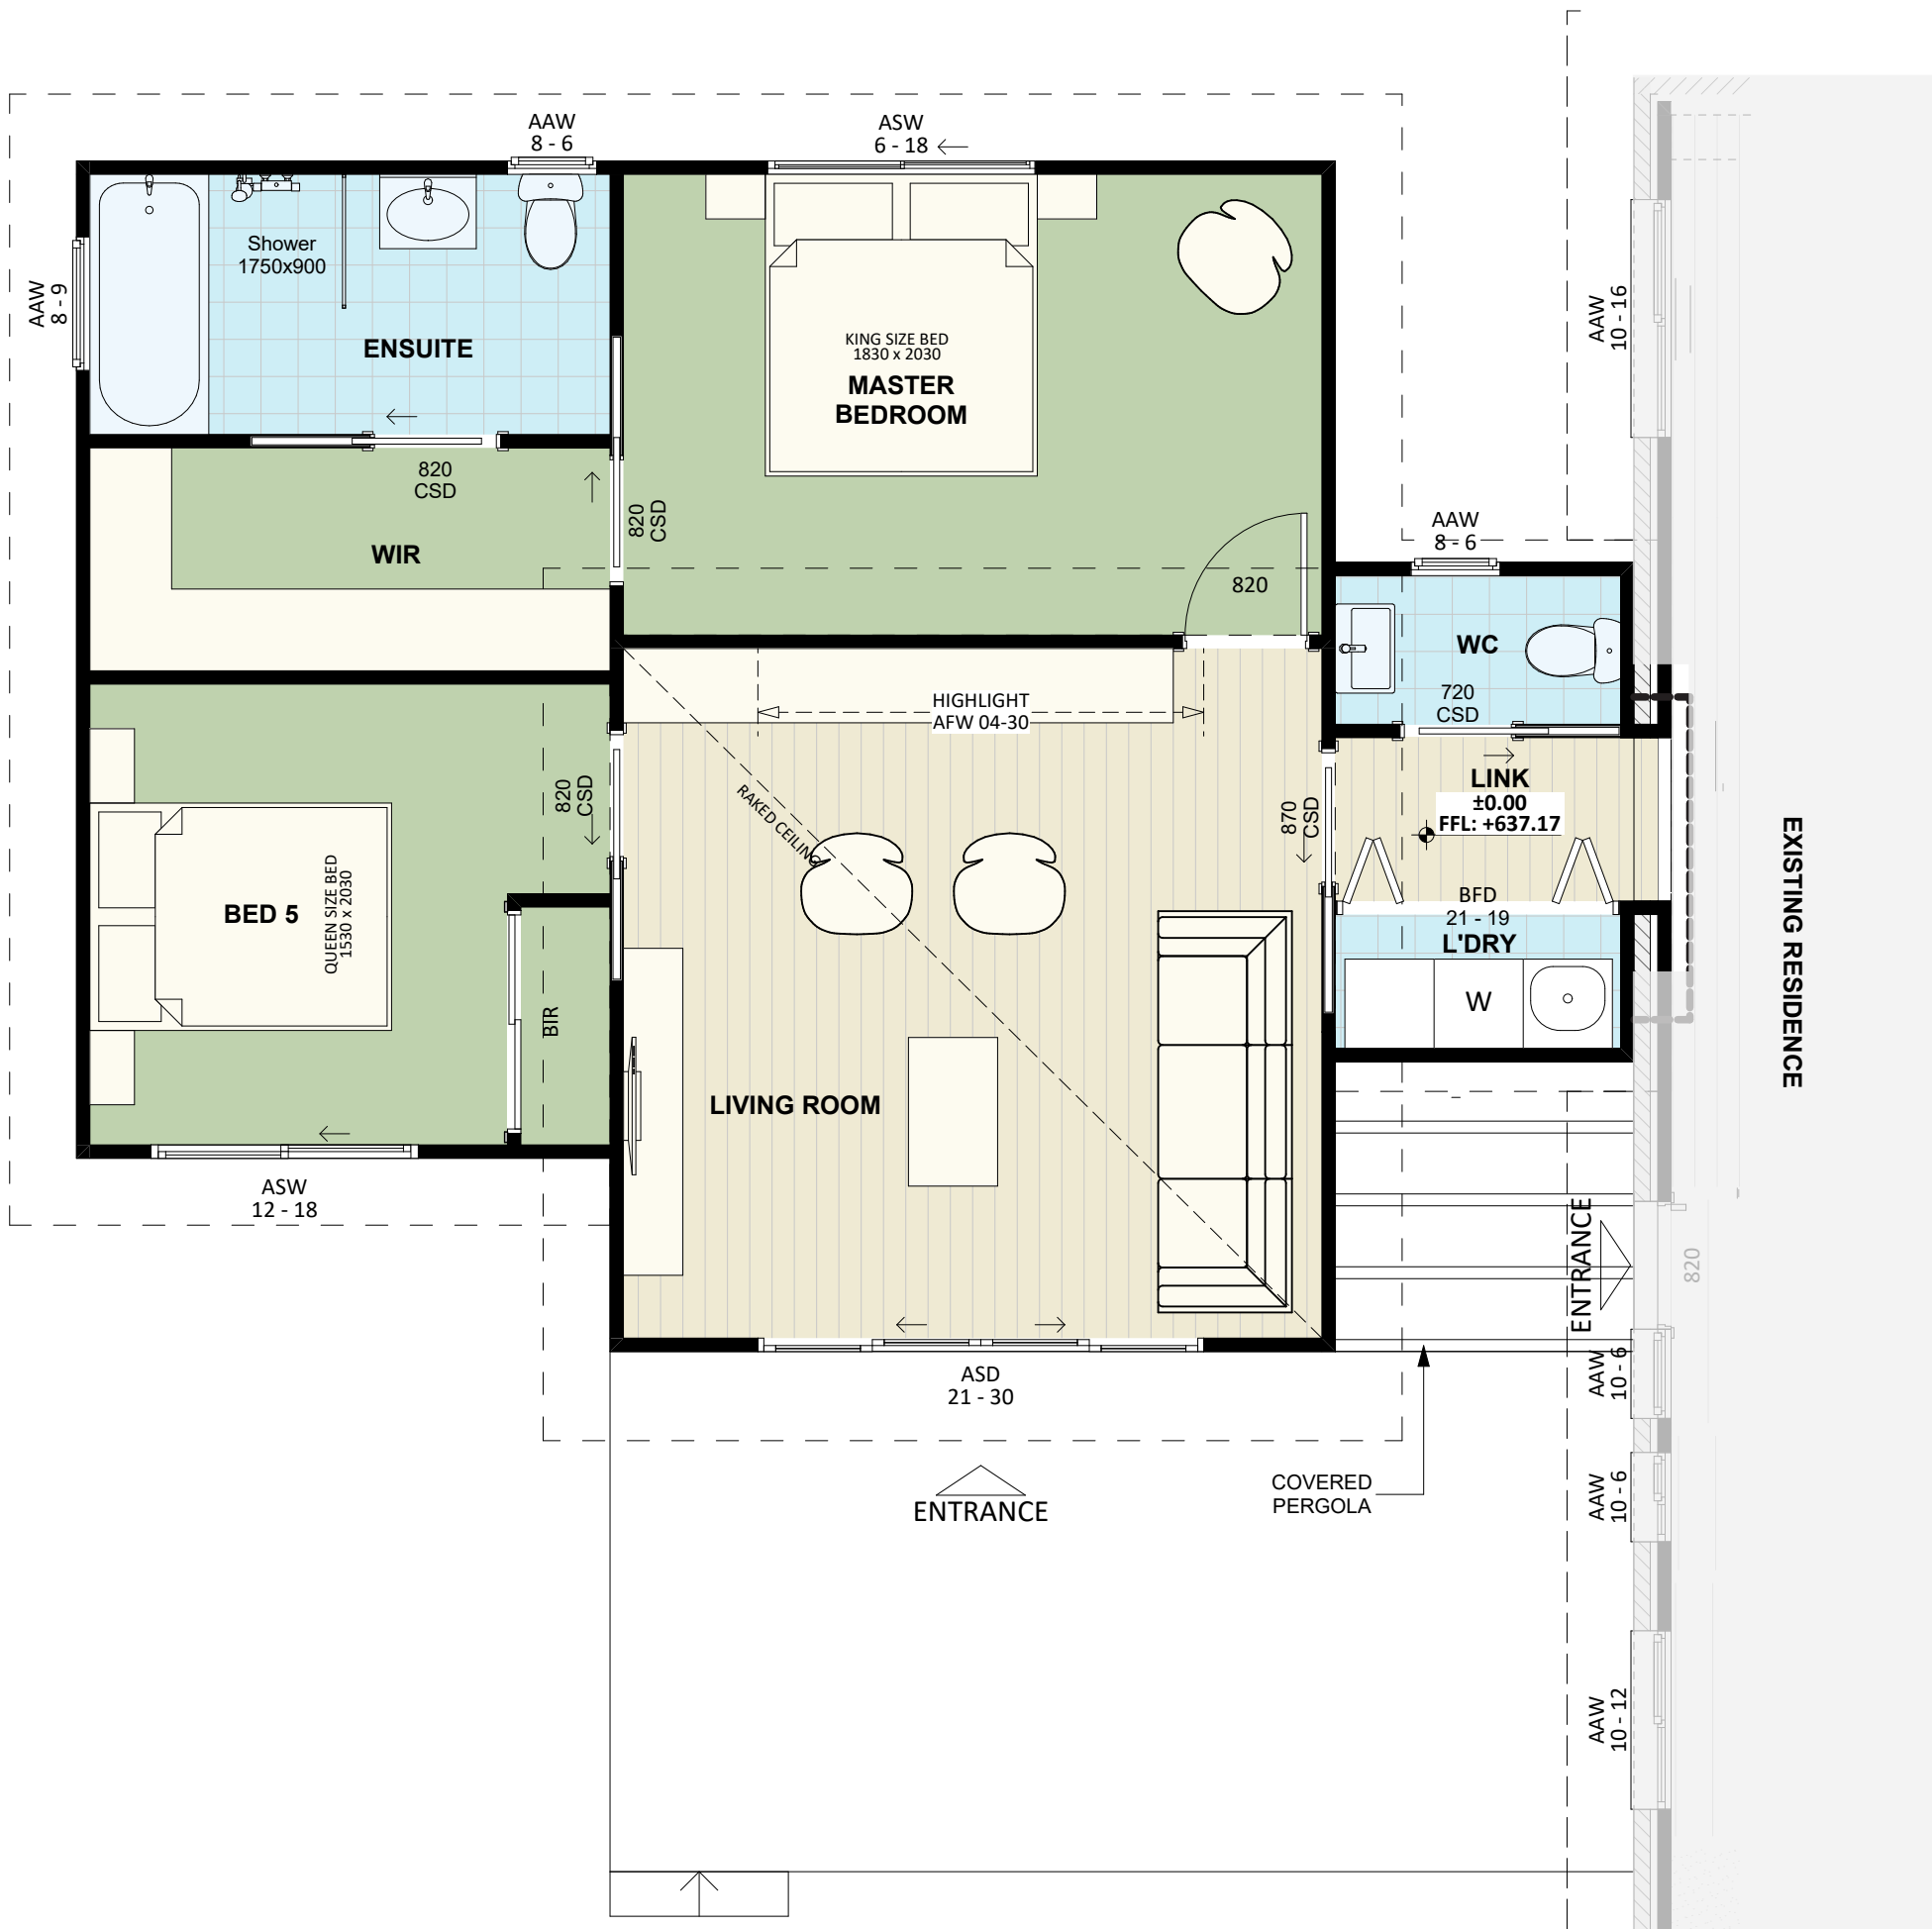 AAW
8 - 6
ASW
6 - 18
AAW
8 - 9
Shower
1750x900
ENSUITE
KING SIZE BED
1830 x 2030
MASTER
BEDROOM
AAW
10 - 16
820
CSD
820
CSD
WIR
820
AAW
8 - 6
WC
720
CSD
HIGHLIGHT
AFW 04-30
RAKED CEILING
LINK
±0.00
FFL: +637.17
820
CSD
870
CSD
BED 5
QUEEN SIZE BED
1530 x 2030
BIR
BFD
21 - 19
L'DRY
W
EXISTING RESIDENCE
LIVING ROOM
ASW
12 - 18
ENTRANCE
820
ASD
21 - 30
AAW
10 - 6
COVERED
PERGOLA
ENTRANCE
AAW
10 - 6
AAW
10 - 12